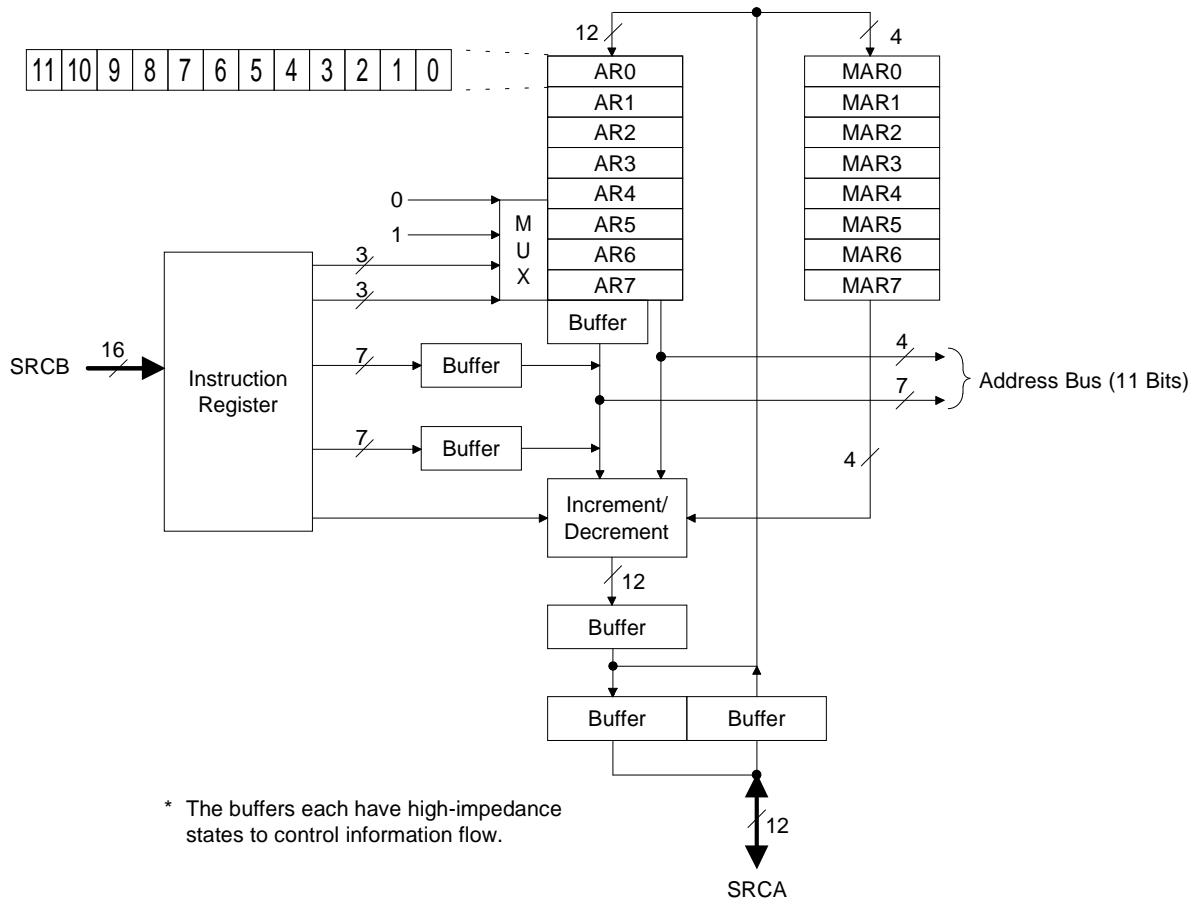 12
4
11 10 9 8 7 6 5 4 3 2 1 0
AR0
MAR0
AR1
MAR1
AR2
MAR2
AR3
MAR3
AR4
MAR4
AR5
MAR5
AR6
MAR6
AR7
MAR7
0
1
M
U
X
3
3
Buffer
SRCB
16
Instruction
Register
7
Buffer
4
7
Address Bus (11 Bits)
7
Buffer
4
Increment/
Decrement
12
Buffer
Buffer
Buffer
* The buffers each have high-impedance
states to control information flow.
12
SRCA